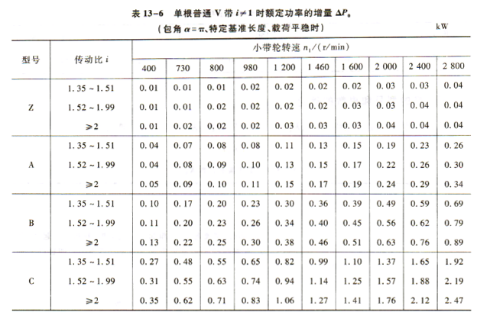 表 13-6 单根普通 V 带 i≠1 时额定功率的增量 ΔP₀
(包角 α=π、特定基准长度、载荷平稳时)
kW
型号 传动比 i 小带轮转速 n₁/(r/min)
400 730 800 980 1 200 1 460 1 600 2 000 2 400 2 800
1.35~1.51 0.01 0.01 0.01 0.02 0.02 0.02 0.02 0.03 0.03 0.04
Z 1.52~1.99 0.01 0.01 0.02 0.02 0.02 0.02 0.03 0.03 0.04 0.04
≥2 0.01 0.02 0.02 0.02 0.03 0.03 0.03 0.04 0.04 0.04
1.35~1.51 0.04 0.07 0.08 0.08 0.11 0.13 0.15 0.19 0.23 0.26
A 1.52~1.99 0.04 0.08 0.09 0.10 0.13 0.15 0.17 0.22 0.26 0.30
≥2 0.05 0.09 0.10 0.11 0.15 0.17 0.19 0.24 0.29 0.34
1.35~1.51 0.10 0.17 0.20 0.23 0.30 0.36 0.39 0.49 0.59 0.69
B 1.52~1.99 0.11 0.20 0.23 0.26 0.34 0.40 0.45 0.56 0.62 0.79
≥2 0.13 0.22 0.25 0.30 0.38 0.46 0.51 0.63 0.76 0.89
1.35~1.51 0.27 0.48 0.55 0.65 0.82 0.99 1.10 1.37 1.65 1.92
C 1.52~1.99 0.31 0.55 0.63 0.74 0.94 1.14 1.25 1.57 1.88 2.19
≥2 0.35 0.62 0.71 0.83 1.06 1.27 1.41 1.76 2.12 2.47